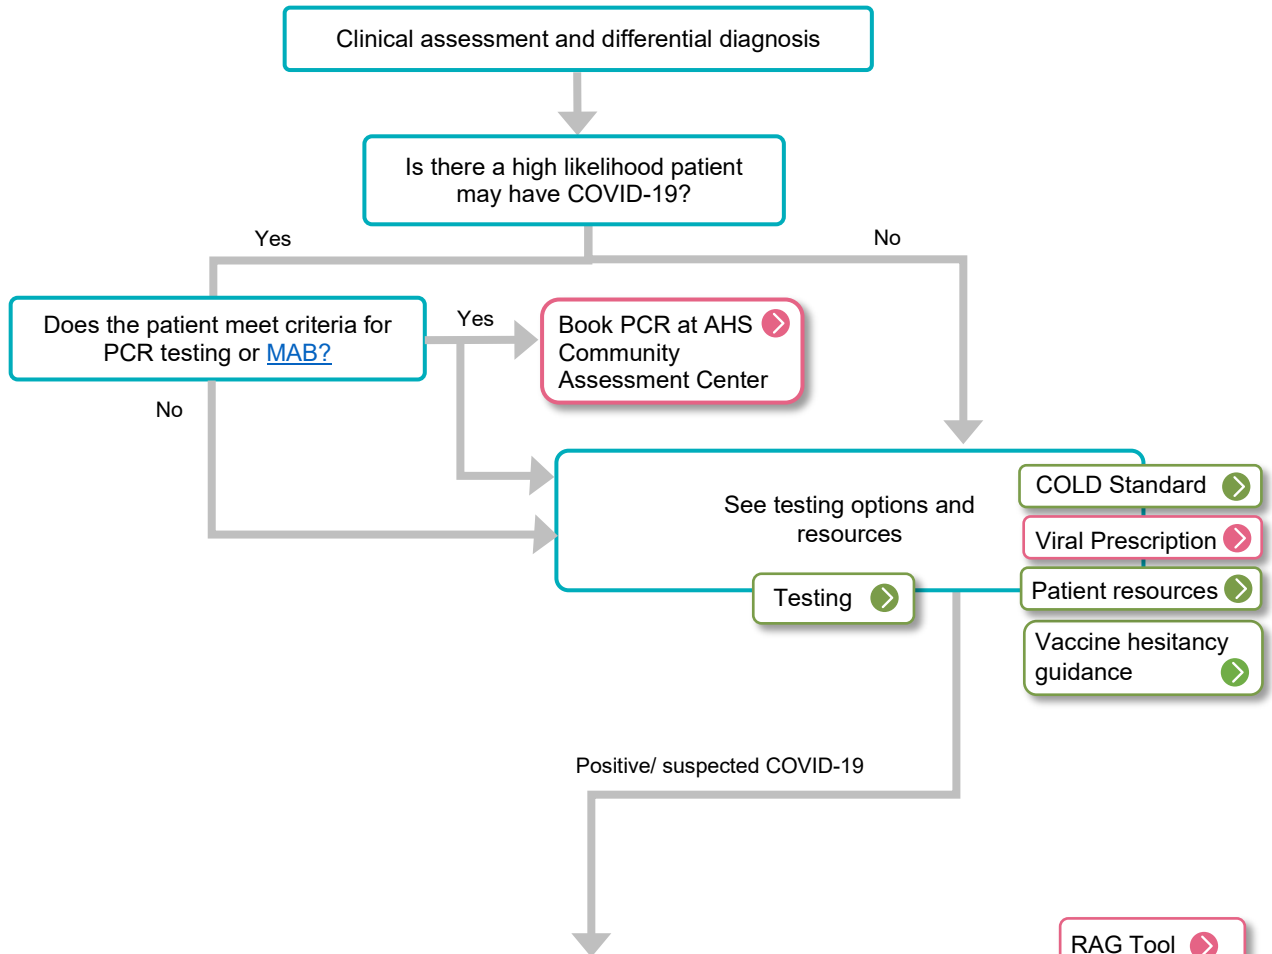 Clinical assessment and differential diagnosis
Is there a high likelihood patient
may have COVID-19?
Yes
No
Does the patient meet criteria for
PCR testing or MAB?
Yes
Book PCR at AHS
Community
Assessment Center
No
See testing options and
resources
COLD Standard
Viral Prescription
Patient resources
Testing
Vaccine hesitancy
guidance
Positive/ suspected COVID-19
RAG Tool